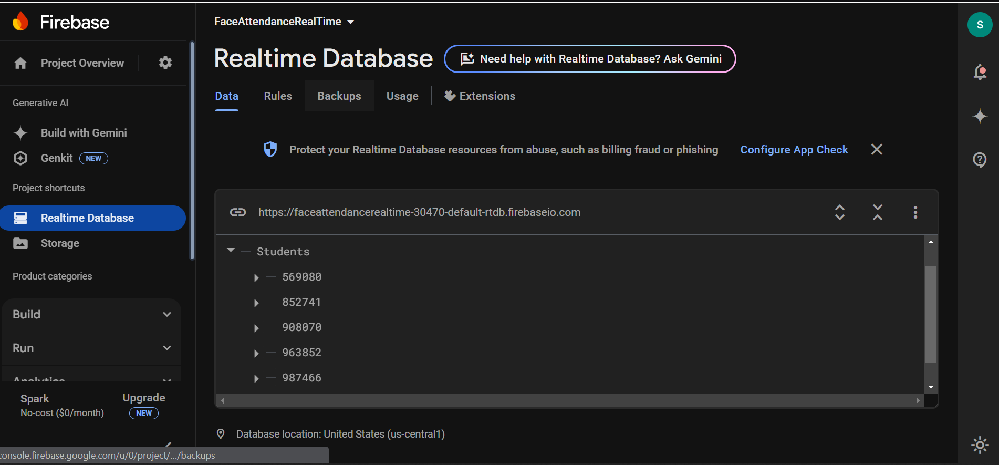 Firebase
Project Overview
Generative AI
Build with Gemini
Genkit NEW
Project shortcuts
Realtime Database
Storage
Product categories
Build
Run
Analytics
Spark
No-cost ($0/month)
Upgrade
NEW
console.firebase.google.com/u/0/project/.../backups
FaceAttendanceRealTime
Realtime Database
Need help with Realtime Database? Ask Gemini
Data Rules Backups Usage Extensions
Protect your Realtime Database resources from abuse, such as billing fraud or phishing Configure App Check
https://faceattendancerealtime-30470-default-rtdb.firebaseio.com
Students
569080
852741
908070
963852
987466
Database location: United States (us-central1)
S